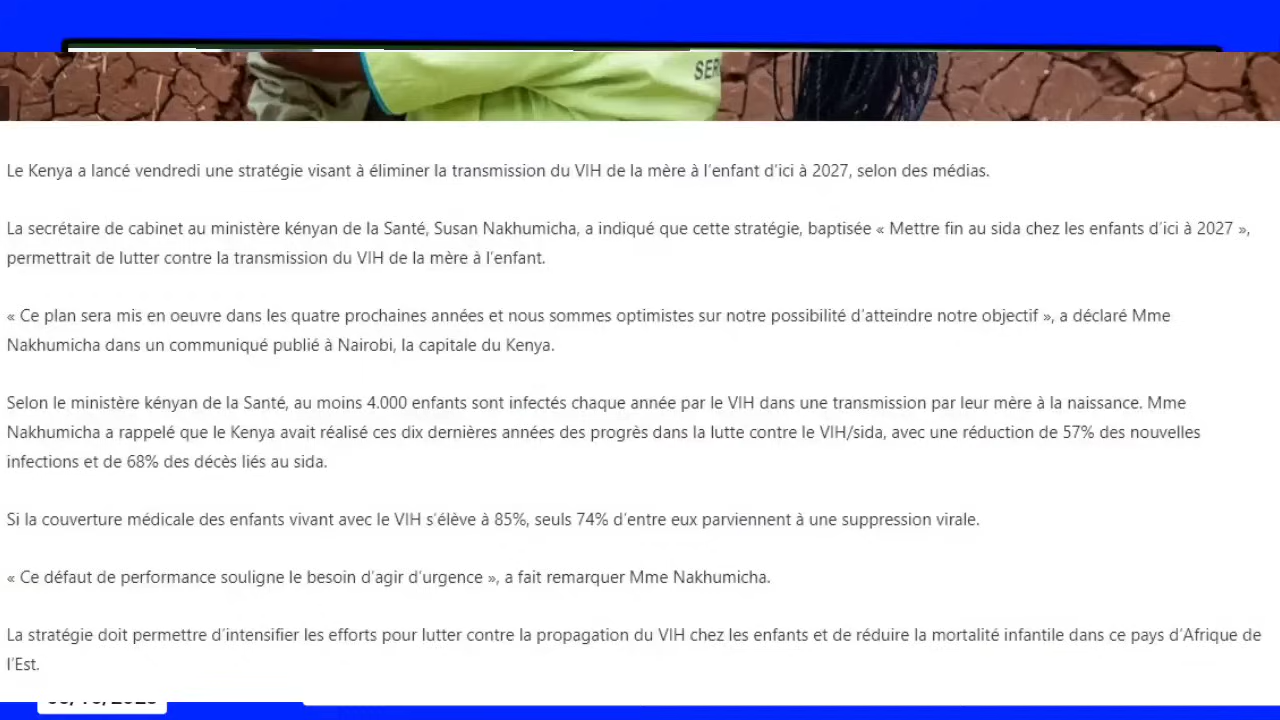 SER
Le Kenya a lancé vendredi une stratégie visant à éliminer la transmission du VIH de la mère à l'enfant d'ici à 2027, selon des médias.
La secrétaire de cabinet au ministère kényan de la Santé, Susan Nakhumicha, a indiqué que cette stratégie, baptisée « Mettre fin au sida chez les enfants d'ici à 2027 »,
permettrait de lutter contre la transmission du VIH de la mère à l'enfant.
« Ce plan sera mis en oeuvre dans les quatre prochaines années et nous sommes optimistes sur notre possibilité d'atteindre notre objectif », a déclaré Mme
Nakhumicha dans un communiqué publié à Nairobi, la capitale du Kenya.
Selon le ministère kényan de la Santé, au moins 4.000 enfants sont infectés chaque année par le VIH dans une transmission par leur mère à la naissance. Mme
Nakhumicha a rappelé que le Kenya avait réalisé ces dix dernières années des progrès dans la lutte contre le VIH/sida, avec une réduction de 57% des nouvelles
infections et de 68% des décès liés au sida.
Si la couverture médicale des enfants vivant avec le VIH s'élève à 85%, seuls 74% d'entre eux parviennent à une suppression virale.
« Ce défaut de performance souligne le besoin d'agir d'urgence », a fait remarquer Mme Nakhumicha.
La stratégie doit permettre d'intensifier les efforts pour lutter contre la propagation du VIH chez les enfants et de réduire la mortalité infantile dans ce pays d'Afrique de
l'Est.